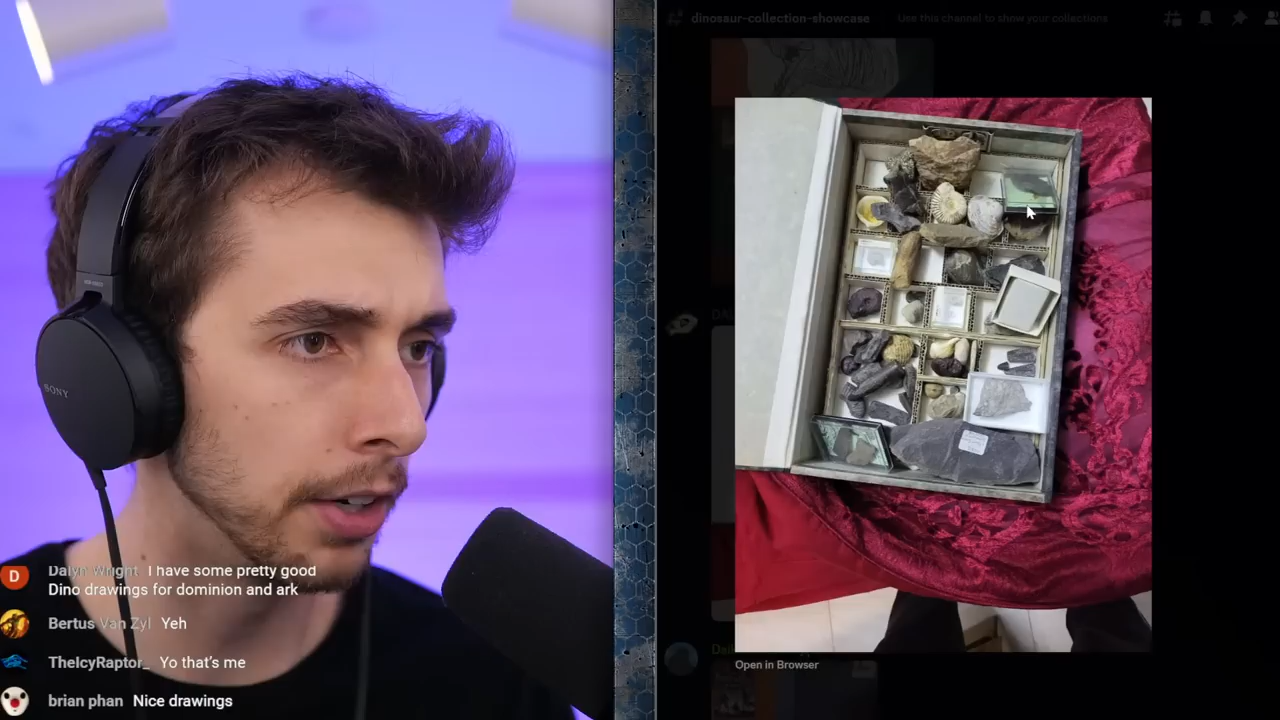 dinosaur-collection-showcase
Use this channel to show your collections
SONY
Dalyn Wright I have some pretty good
Dino drawings for dominion and ark
Bertus Van Zyl Yeh
TheIcyRaptor_ Yo that's me
brian phan Nice drawings
Open in Browser